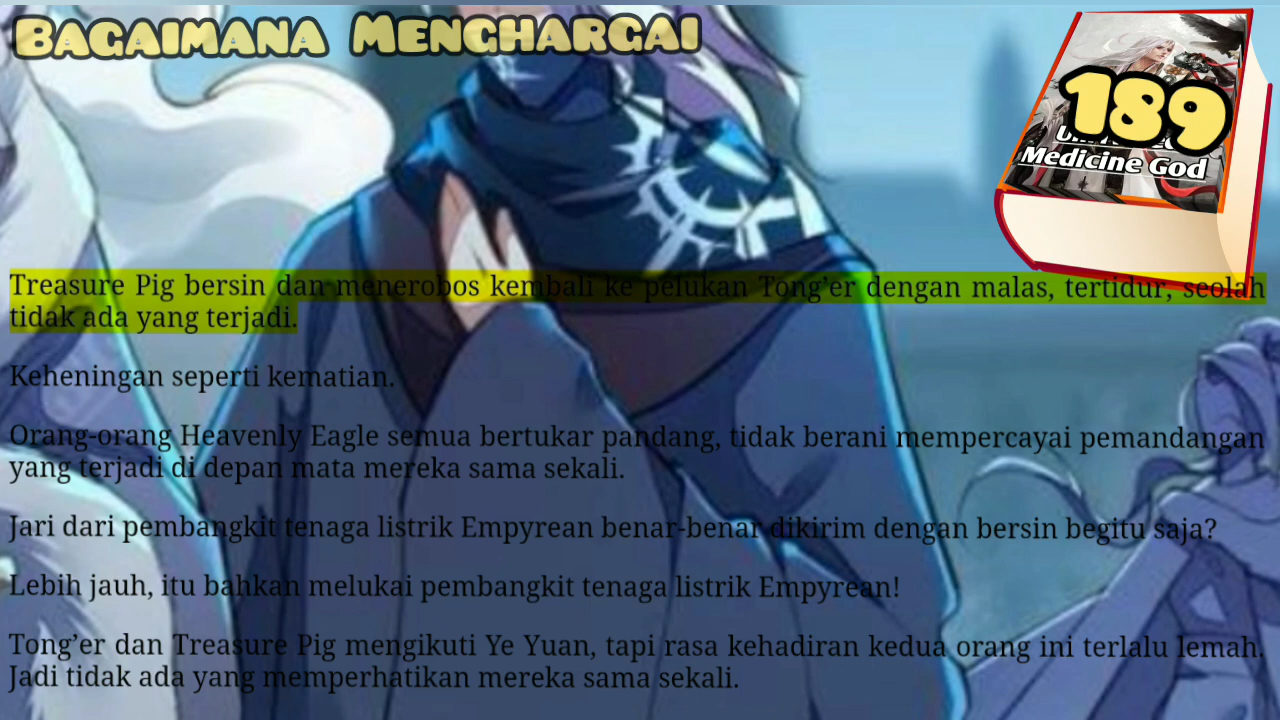 Bagaimana Menghargai
189
Medicine God
Treasure Pig bersin dan menerobos kembali ke pelukan Tong’er dengan malas, tertidur, seolah
tidak ada yang terjadi.
Keheningan seperti kematian.
Orang-orang Heavenly Eagle semua bertukar pandang, tidak berani mempercayai pemandangan
yang terjadi di depan mata mereka sama sekali.
Jari dari pembangkit tenaga listrik Empyrean benar-benar dikirim dengan bersin begitu saja?
Lebih jauh, itu bahkan melukai pembangkit tenaga listrik Empyrean!
Tong’er dan Treasure Pig mengikuti Ye Yuan, tapi rasa kehadiran kedua orang ini terlalu lemah.
Jadi tidak ada yang memperhatikan mereka sama sekali.